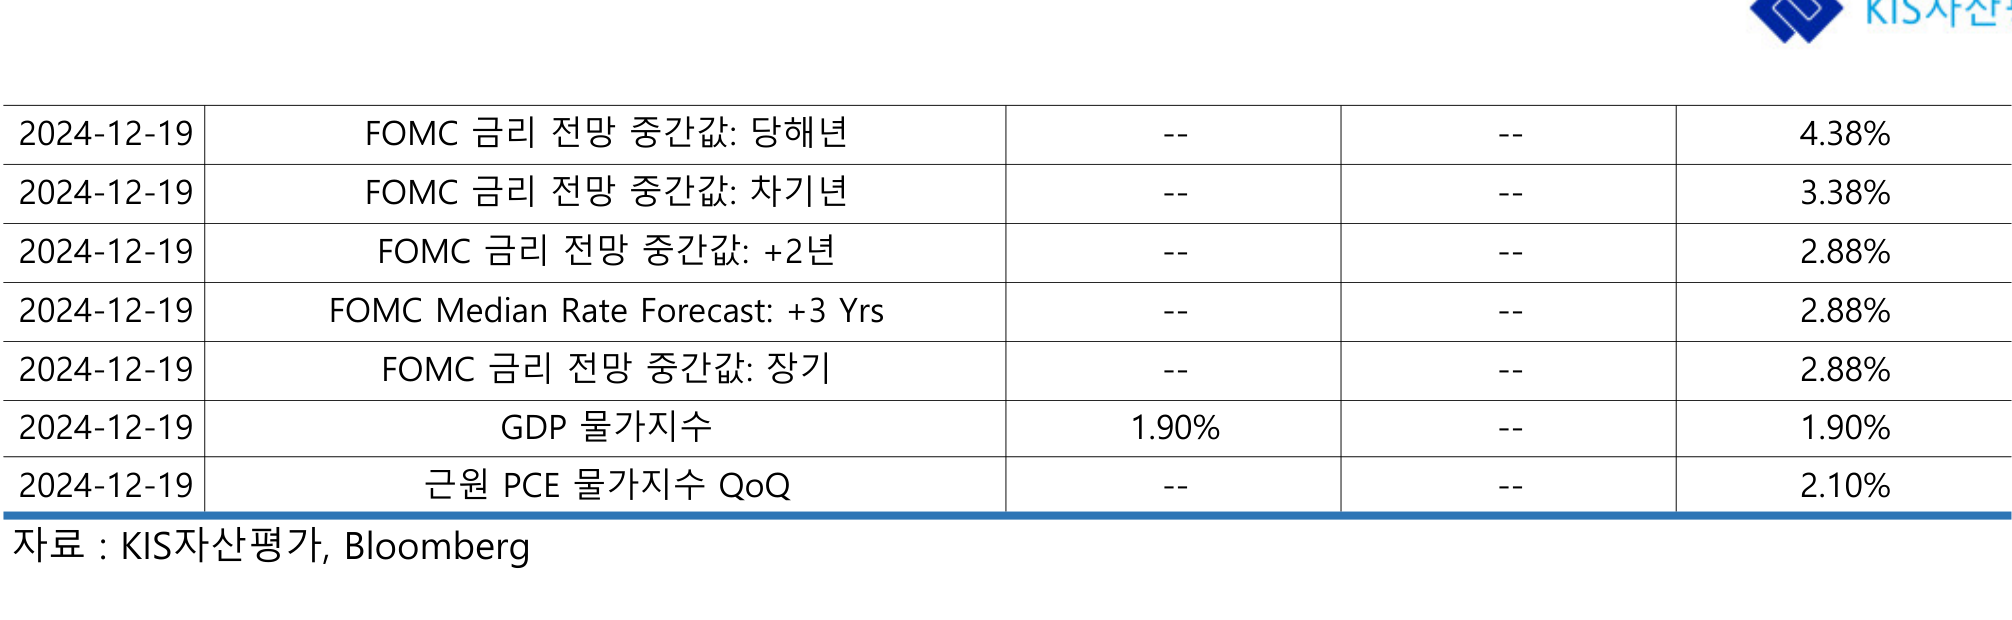 KIS자산
2024-12-19 FOMC 금리 전망 중간값: 당해년 -- -- 4.38%
2024-12-19 FOMC 금리 전망 중간값: 차기년 -- -- 3.38%
2024-12-19 FOMC 금리 전망 중간값: +2년 -- -- 2.88%
2024-12-19 FOMC Median Rate Forecast: +3 Yrs -- -- 2.88%
2024-12-19 FOMC 금리 전망 중간값: 장기 -- -- 2.88%
2024-12-19 GDP 물가지수 1.90% -- 1.90%
2024-12-19 근원 PCE 물가지수 QoQ -- -- 2.10%
자료 : KIS자산평가, Bloomberg